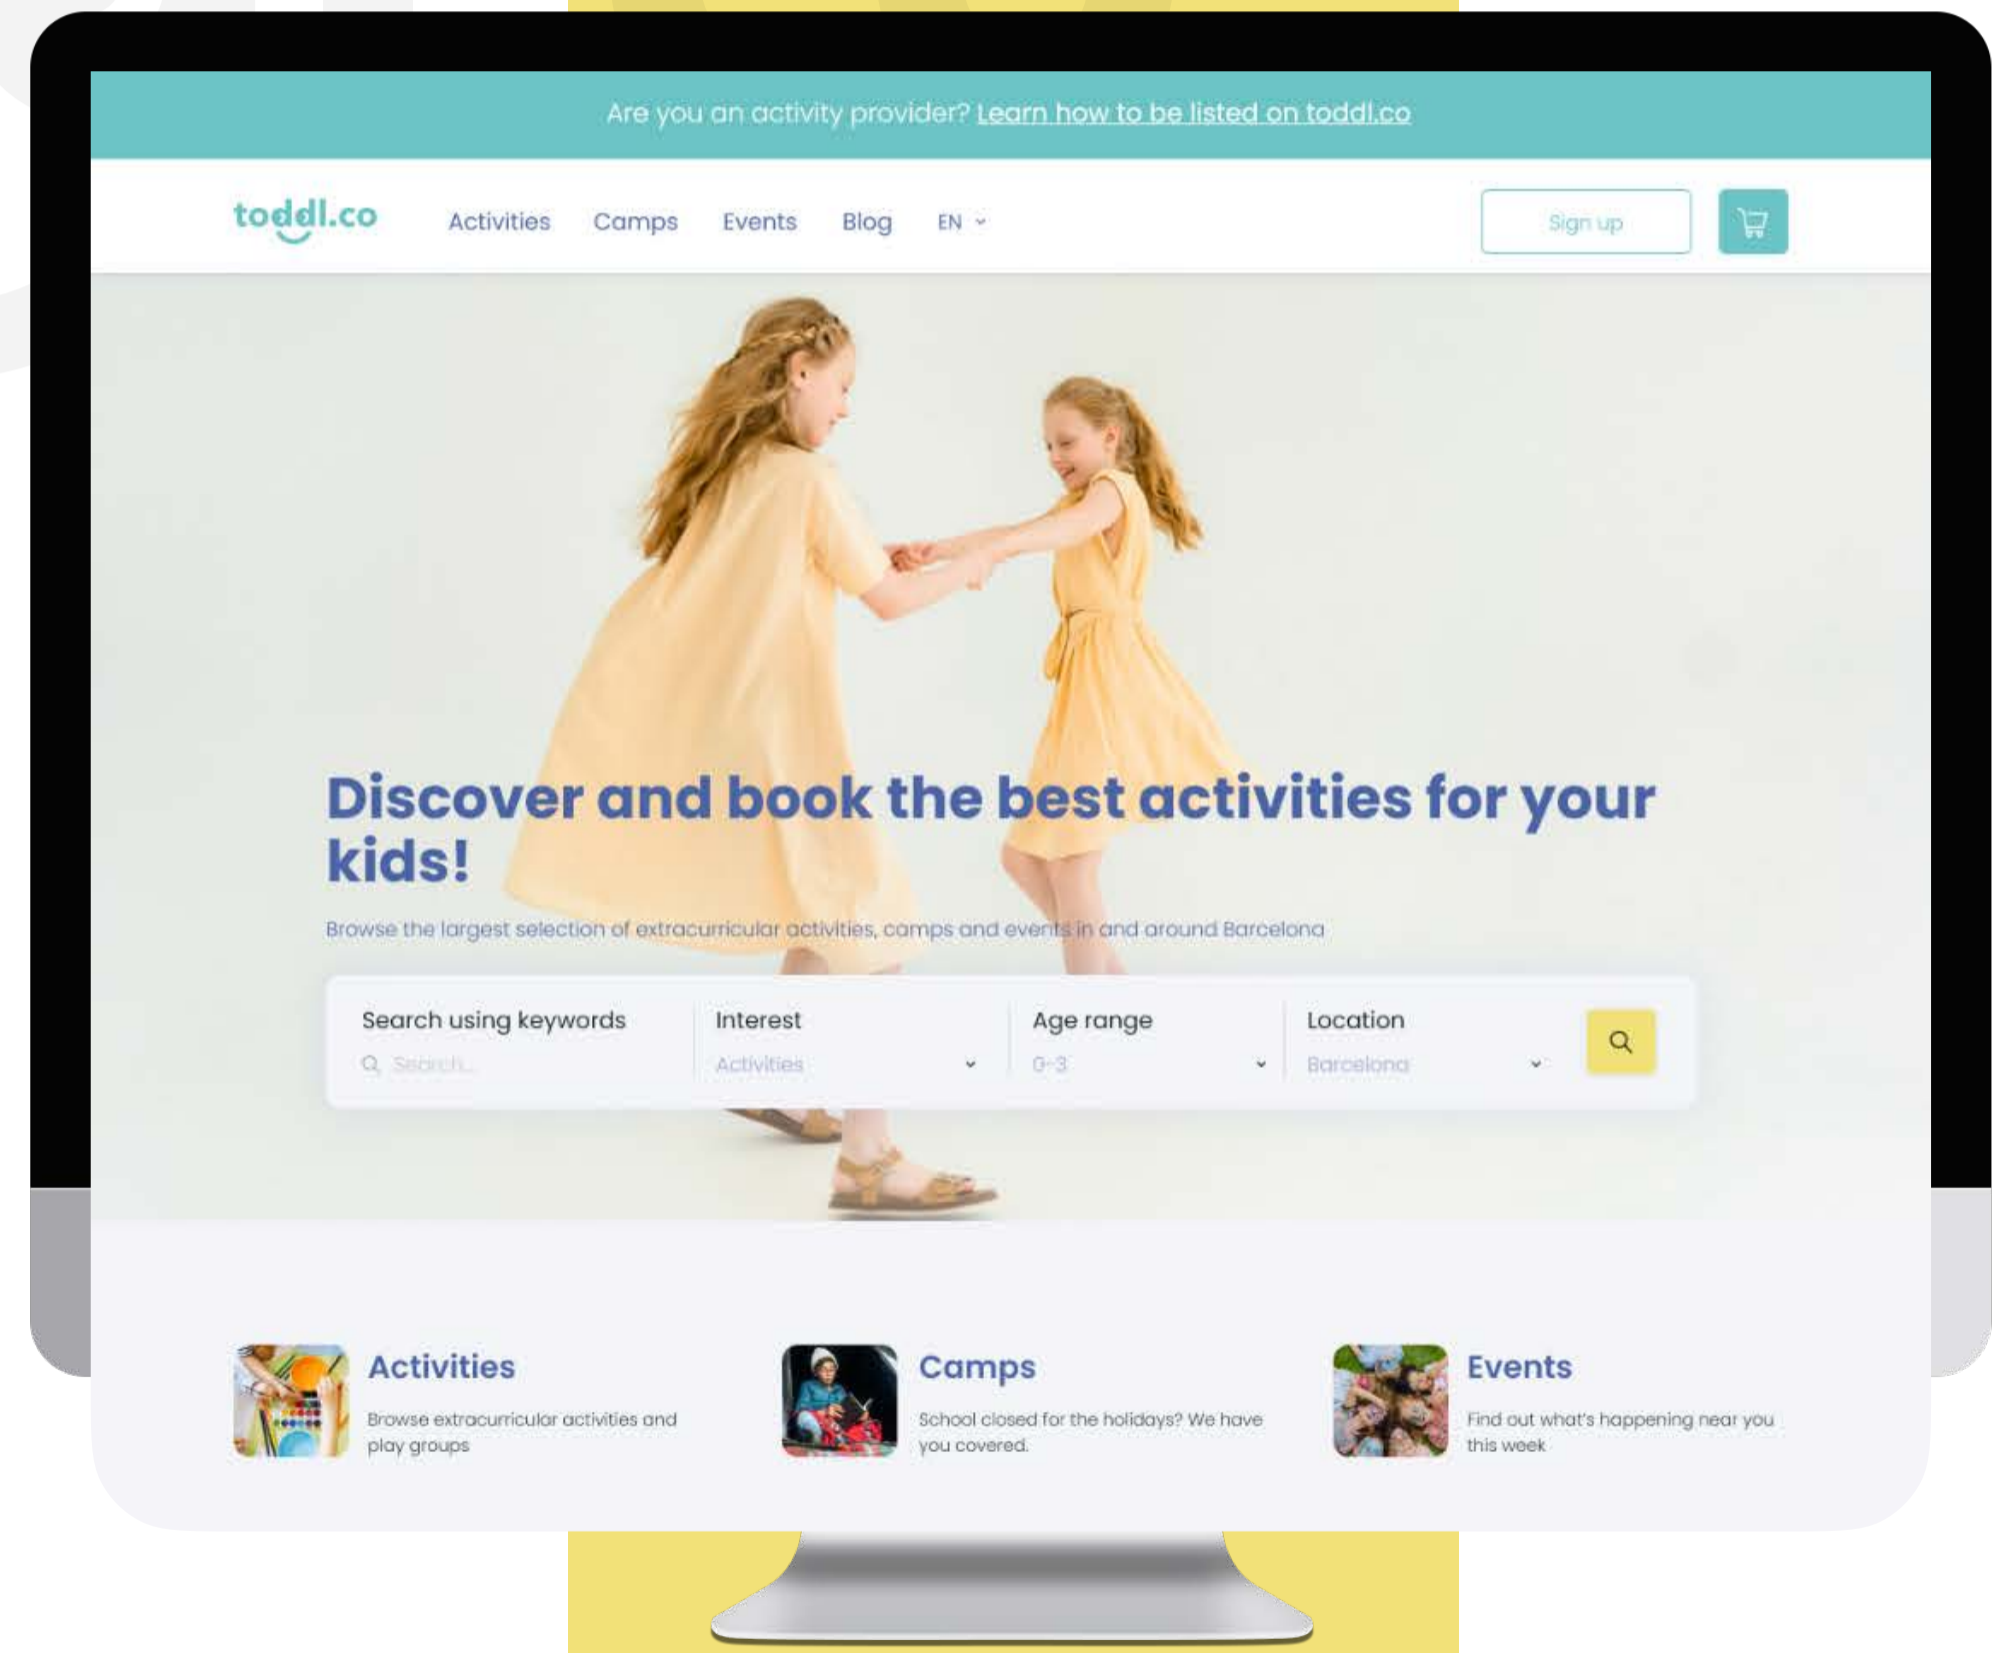 Are you an activity provider? Learn how to be listed on toddl.co
toddl.co Activities Camps Events Blog EN Sign up
Discover and book the best activities for your
kids!
Browse the largest selection of extracurricular activities, camps and events in and around Barcelona
Search using keywords Interest Age range Location
Search... Activities 0-3 Barcelona
Activities Camps Events
Browse extracurricular activities and School closed for the holidays? We have Find out what's happening near you
play groups you covered. this week